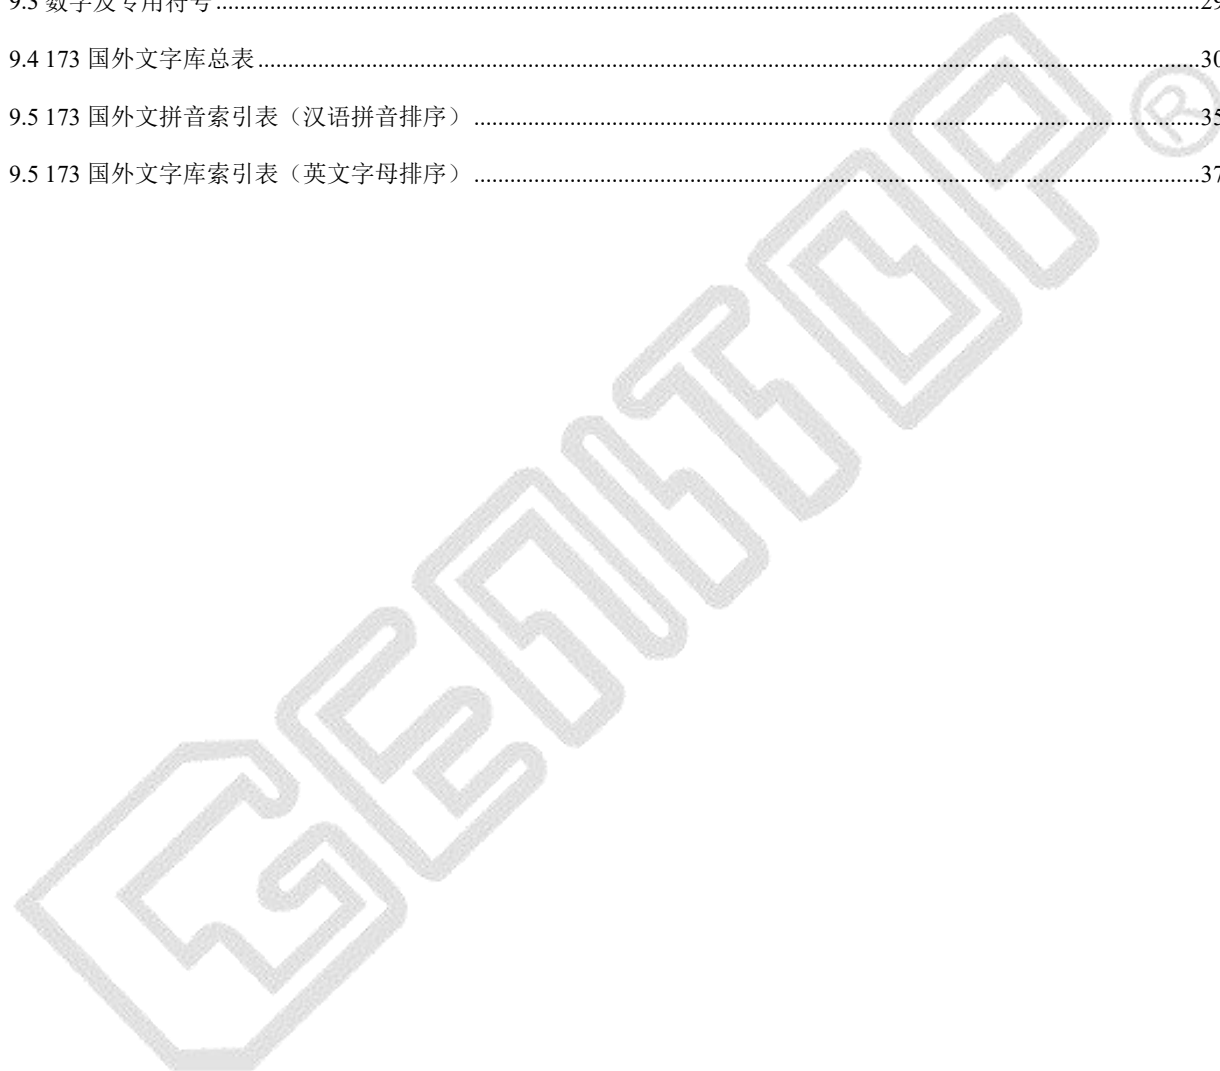 9.3 数字及专用符号........................29
9.4 173 国外文字库总表........................30
9.5 173 国外文拼音索引表（汉语拼音排序）........................35
9.5 173 国外文字库索引表（英文字母排序）........................37
GENITOP®